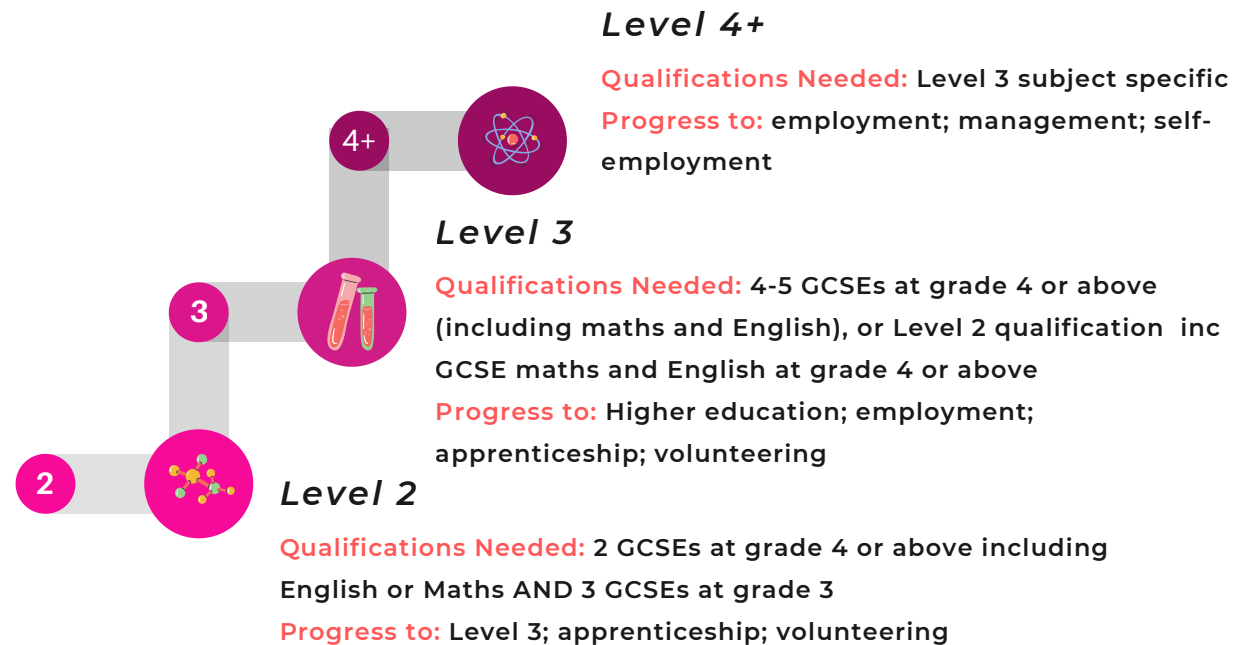 Level 4+
Qualifications Needed: Level 3 subject specific
Progress to: employment; management; self-
employment
4+
Level 3
Qualifications Needed: 4-5 GCSEs at grade 4 or above
(including maths and English), or Level 2 qualification  inc
GCSE maths and English at grade 4 or above
Progress to: Higher education; employment;
apprenticeship; volunteering
3
Level 2
Qualifications Needed: 2 GCSEs at grade 4 or above including
English or Maths AND 3 GCSEs at grade 3
Progress to: Level 3; apprenticeship; volunteering
2